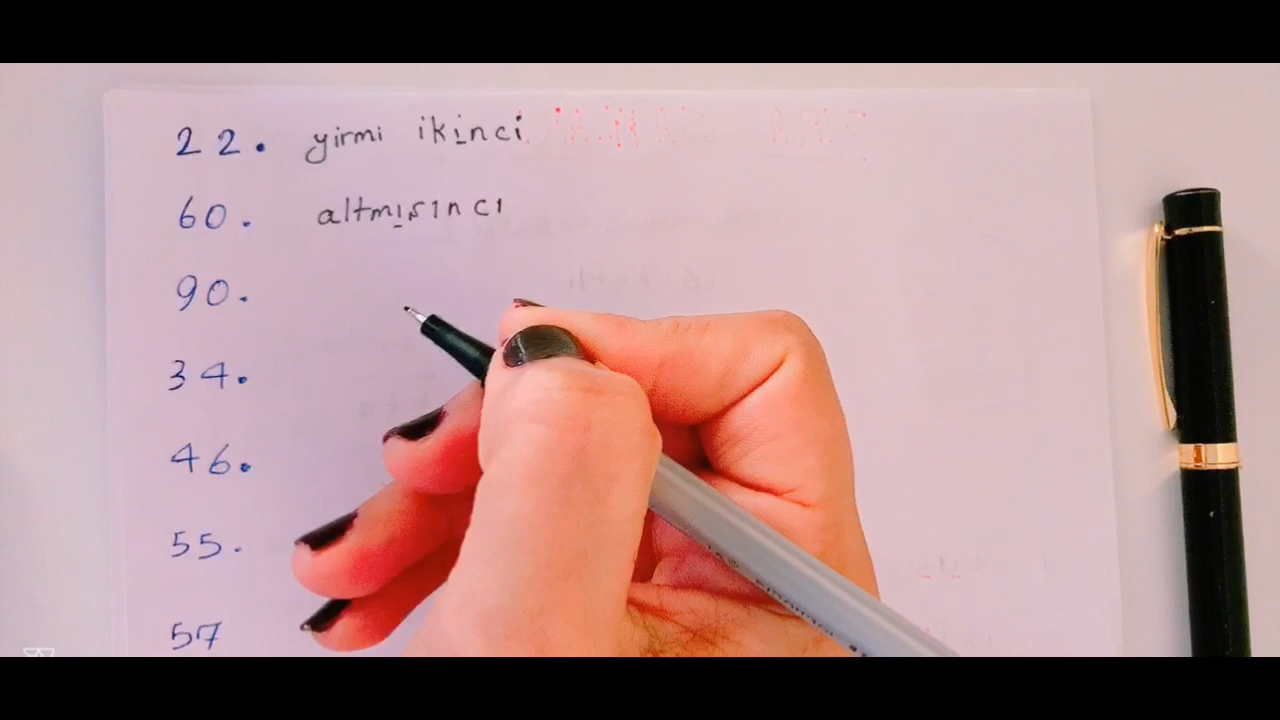 22. yirmi ikinci
60. altmışıncı
90.
34.
46.
55.
57